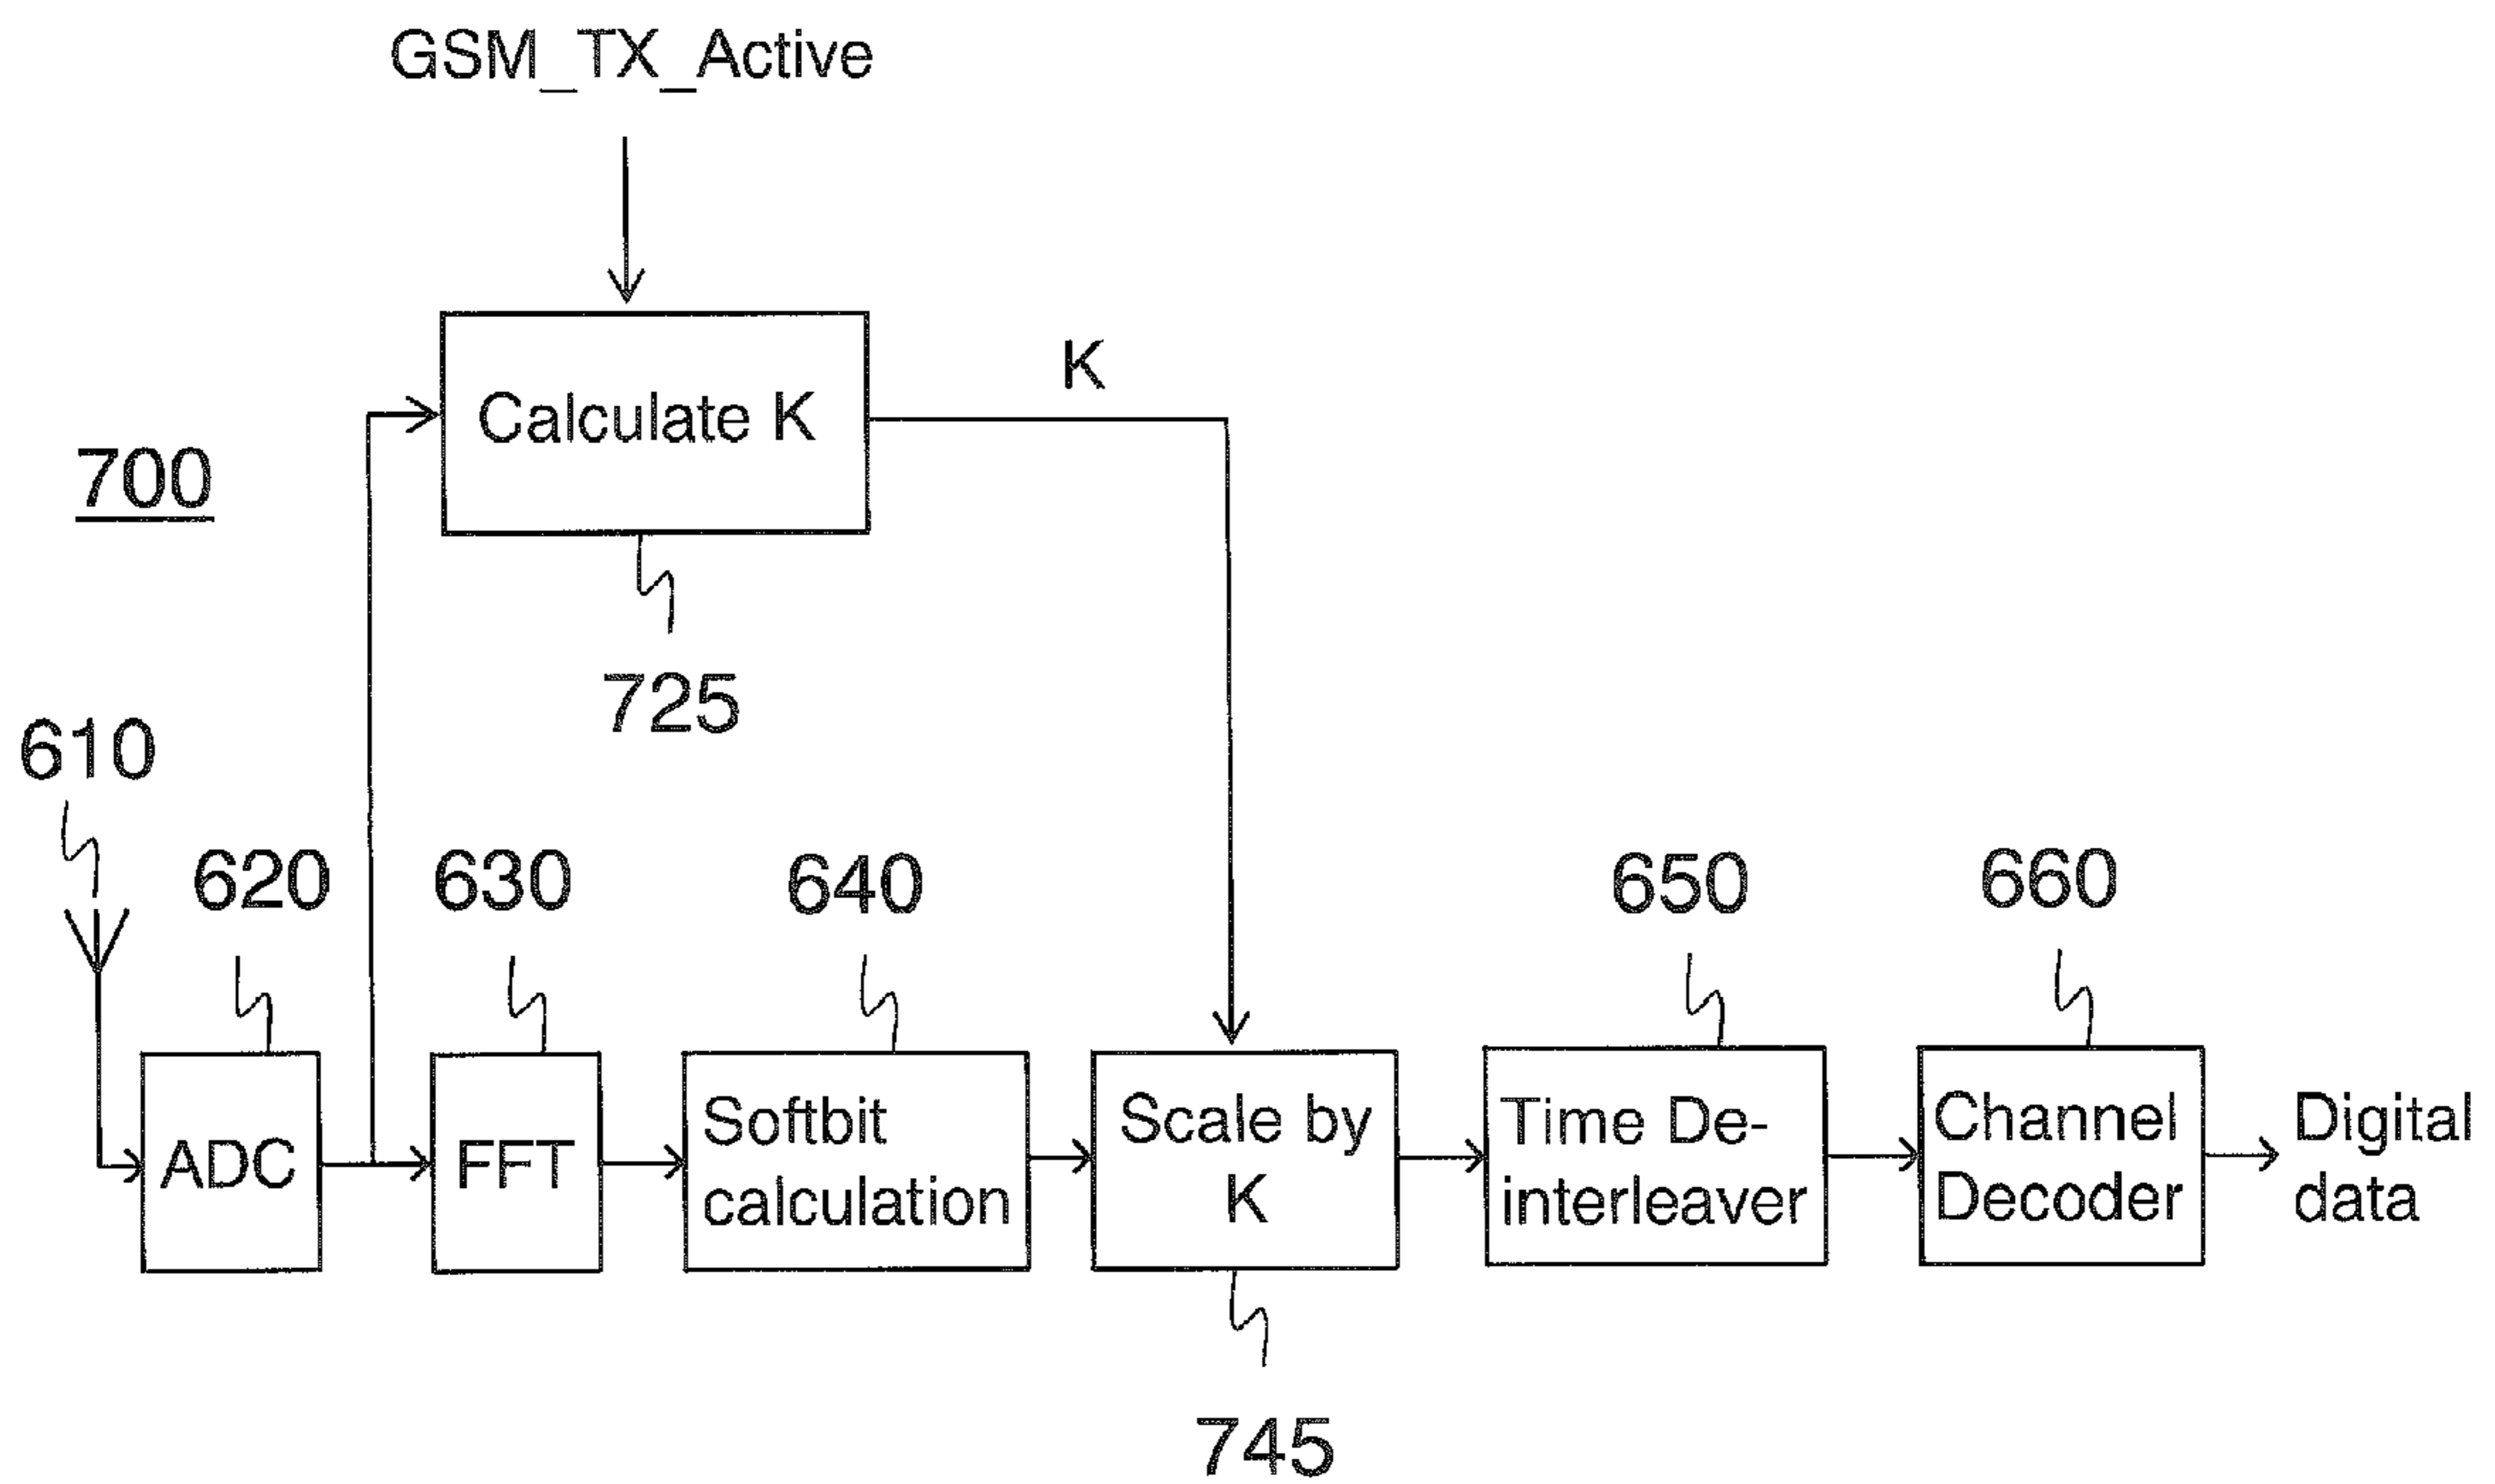 GSM_TX_Active
K
Calculate K
700
725
610
620
630
640
650
660
ADC
FFT
Softbit
calculation
Scale by
K
Time De-
interleaver
Channel
Decoder
Digital
data
745